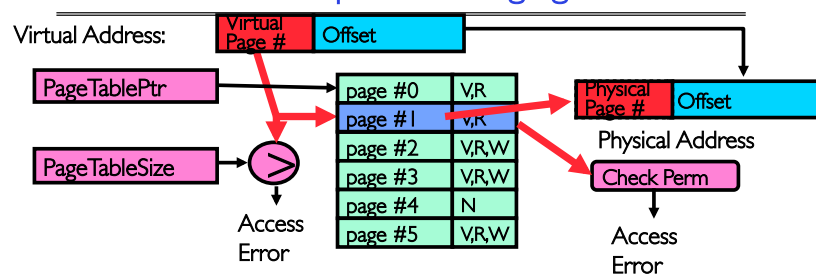 Virtual Address:
Virtual
Page #
Offset
PageTablePtr
page #0 V,R
page #1 V,R
page #2 V,R,W
page #3 V,R,W
page #4 N
page #5 V,R,W
Physical
Page #
Offset
Physical Address
PageTableSize
>
Check Perm
Access
Error
Access
Error